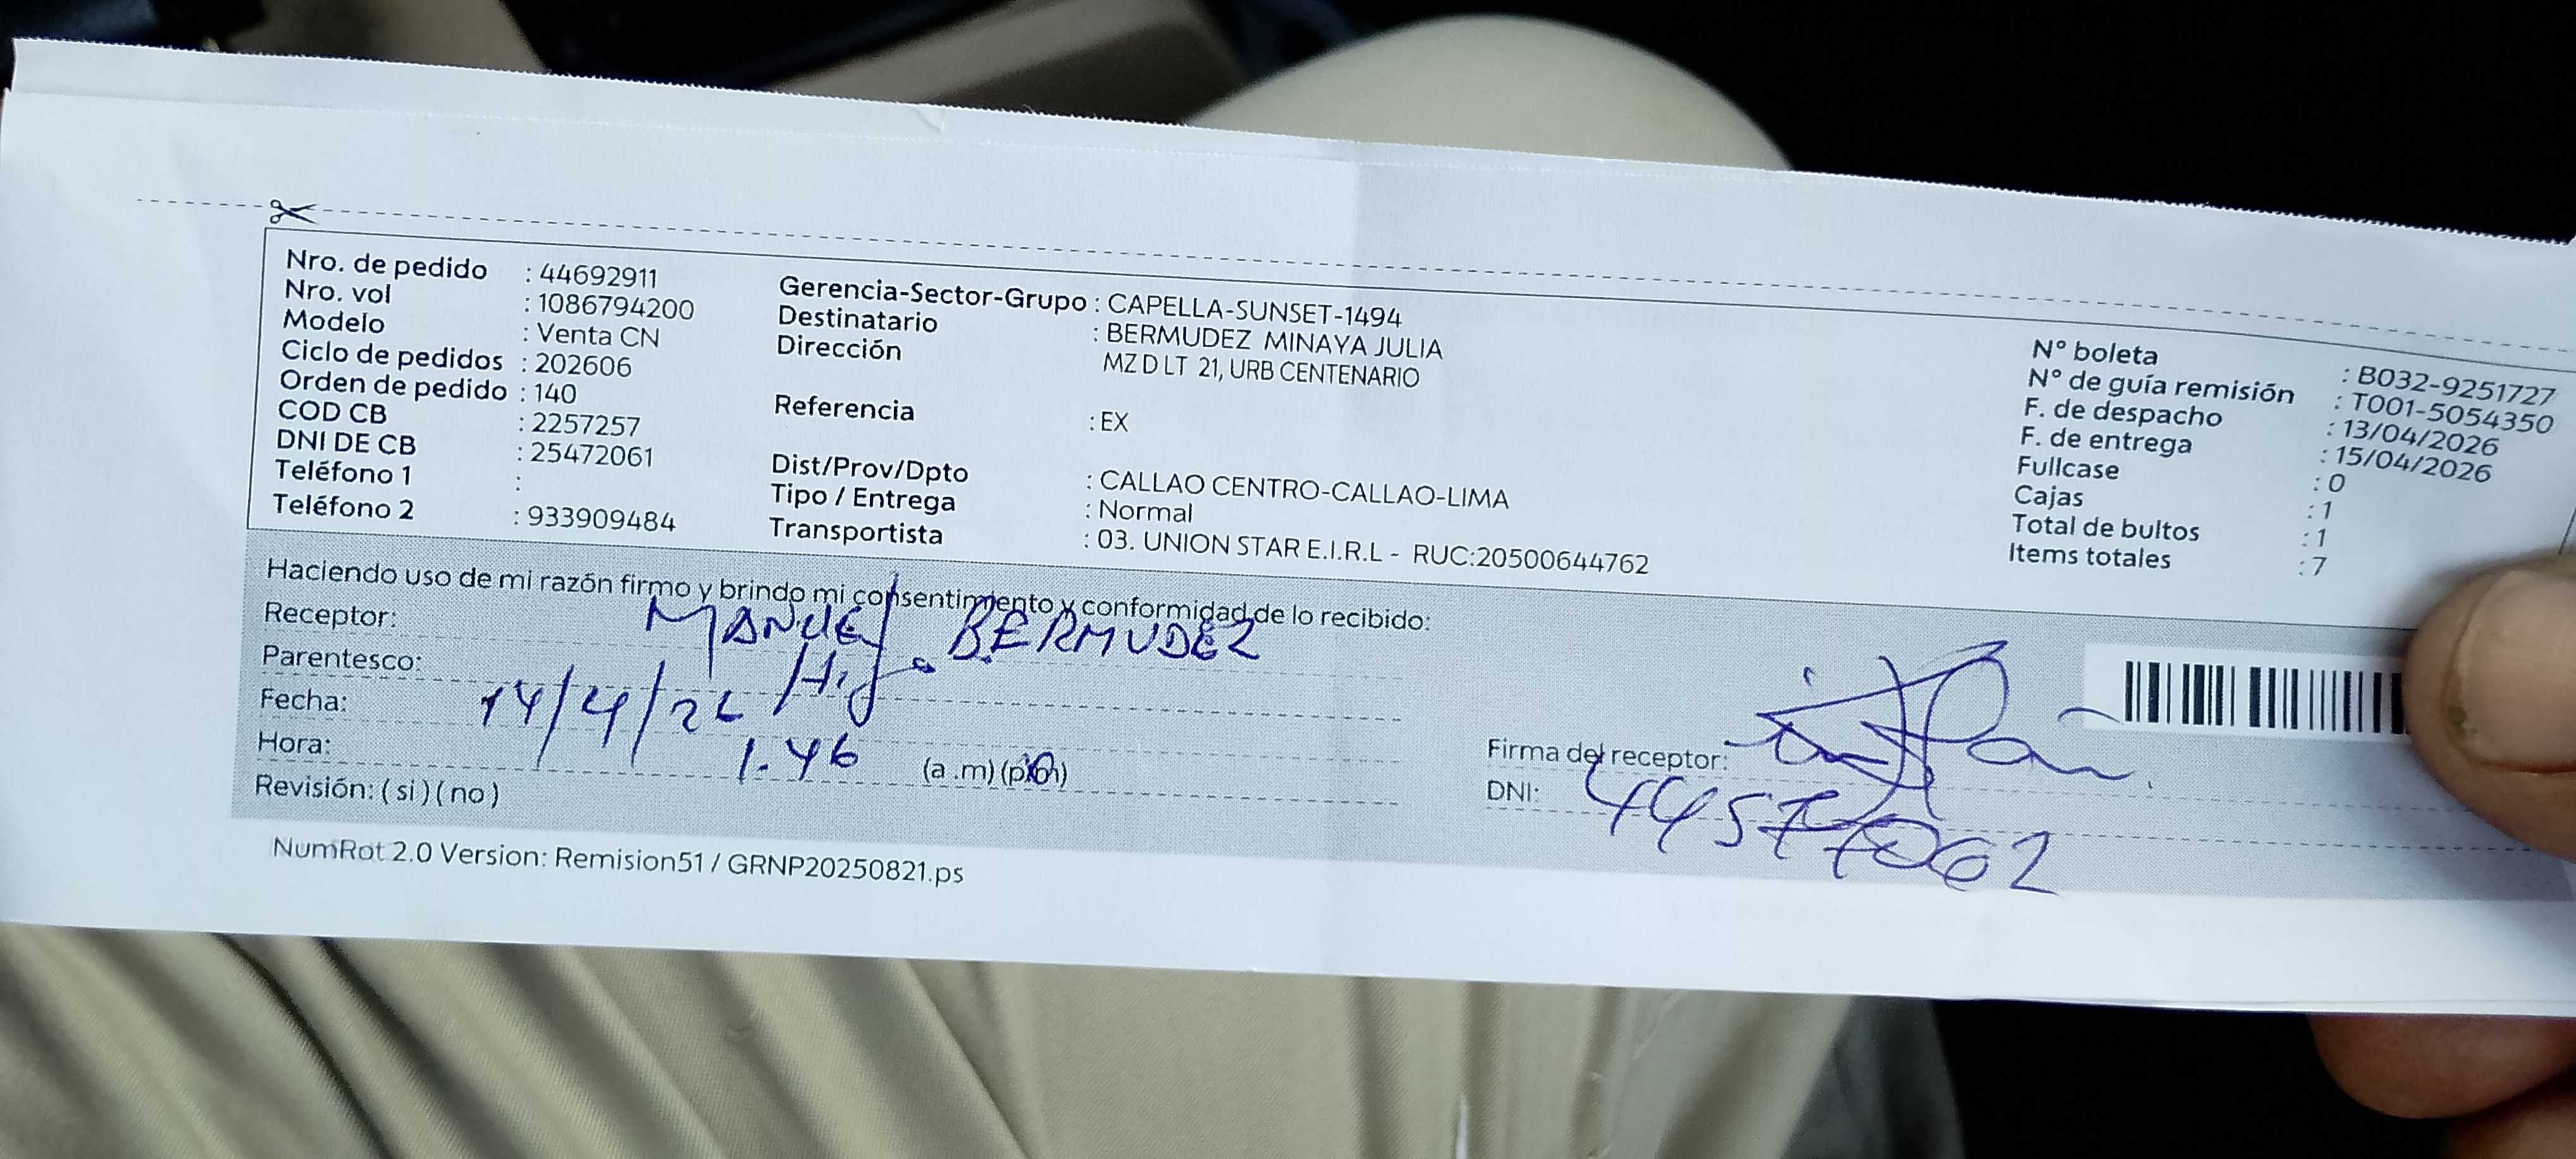 Nro. de pedido : 44692911
Nro. vol : 1086794200
Modelo : Venta CN
Ciclo de pedidos : 202606
Orden de pedido : 140
COD CB : 2257257
DNI DE CB : 25472061
Teléfono 1 :
Teléfono 2 : 933909484
Gerencia-Sector-Grupo : CAPELLA-SUNSET-1494
Destinatario : BERMUDEZ MINAYA JULIA
Dirección MZ D LT 21, URB CENTENARIO
Referencia : EX
Dist/Prov/Dpto : CALLAO CENTRO-CALLAO-LIMA
Tipo / Entrega : Normal
Transportista : 03. UNION STAR E.I.R.L - RUC:20500644762
N° boleta : B032-9251727
N° de guía remisión : T001-5054350
F. de despacho : 13/04/2026
F. de entrega : 15/04/2026
Fullcase : 0
Cajas : 1
Total de bultos : 1
Items totales : 7
Haciendo uso de mi razón firmo y brindo mi consentimiento y conformidad de lo recibido:
Receptor: MANUEL BERMUDEZ
Parentesco: Hijo
Fecha: 14/4/26
Hora: 1.46 (a .m) (p.m)
Revisión: ( si ) ( no )
Firma del receptor:
DNI: 44577062
NumRot 2.0 Version: Remision51 / GRNP20250821.ps